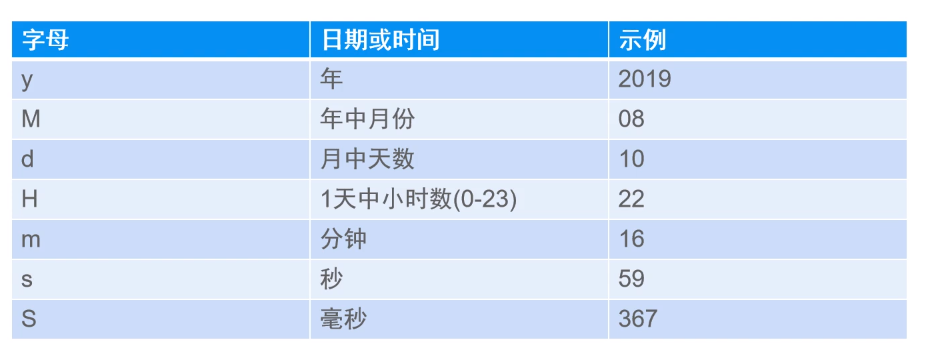 字母 日期或时间 示例
y 年 2019
M 年中月份 08
d 月中天数 10
H 1天中小时数(0-23) 22
m 分钟 16
s 秒 59
S 毫秒 367